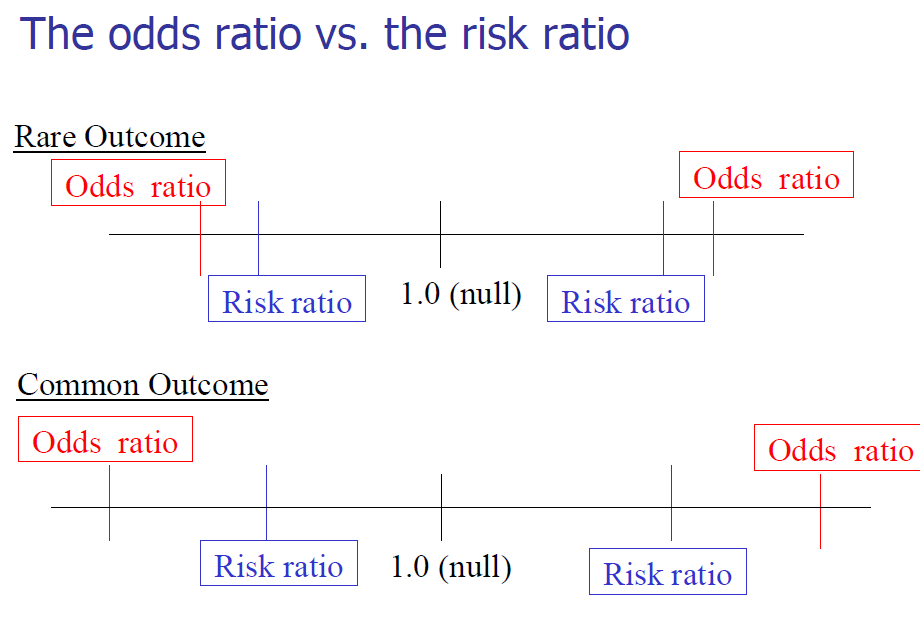 The odds ratio vs. the risk ratio
Rare Outcome
Odds ratio
Odds ratio
Risk ratio
1.0 (null)
Risk ratio
Common Outcome
Odds ratio
Odds ratio
Risk ratio
1.0 (null)
Risk ratio